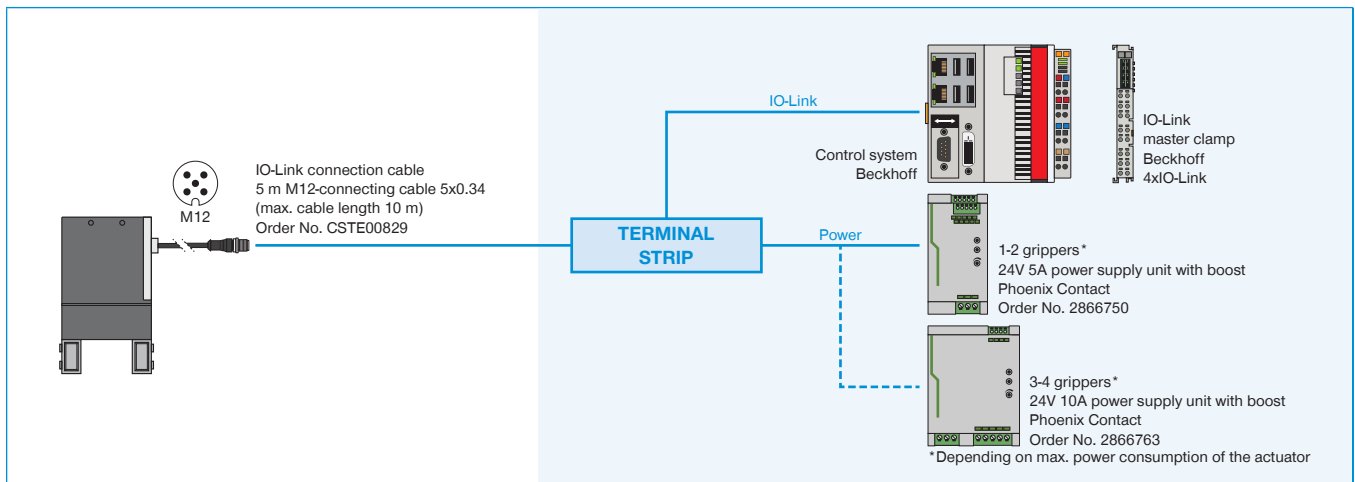 IO-Link
IO-Link
master clamp
Beckhoff
4xIO-Link
Control system
Beckhoff
M12
IO-Link connection cable
5 m M12-connecting cable 5x0.34
(max. cable length 10 m)
Order No. CSTE00829
TERMINAL
STRIP
Power
1-2 grippers*
24V 5A power supply unit with boost
Phoenix Contact
Order No. 2866750
3-4 grippers*
24V 10A power supply unit with boost
Phoenix Contact
Order No. 2866763
*Depending on max. power consumption of the actuator